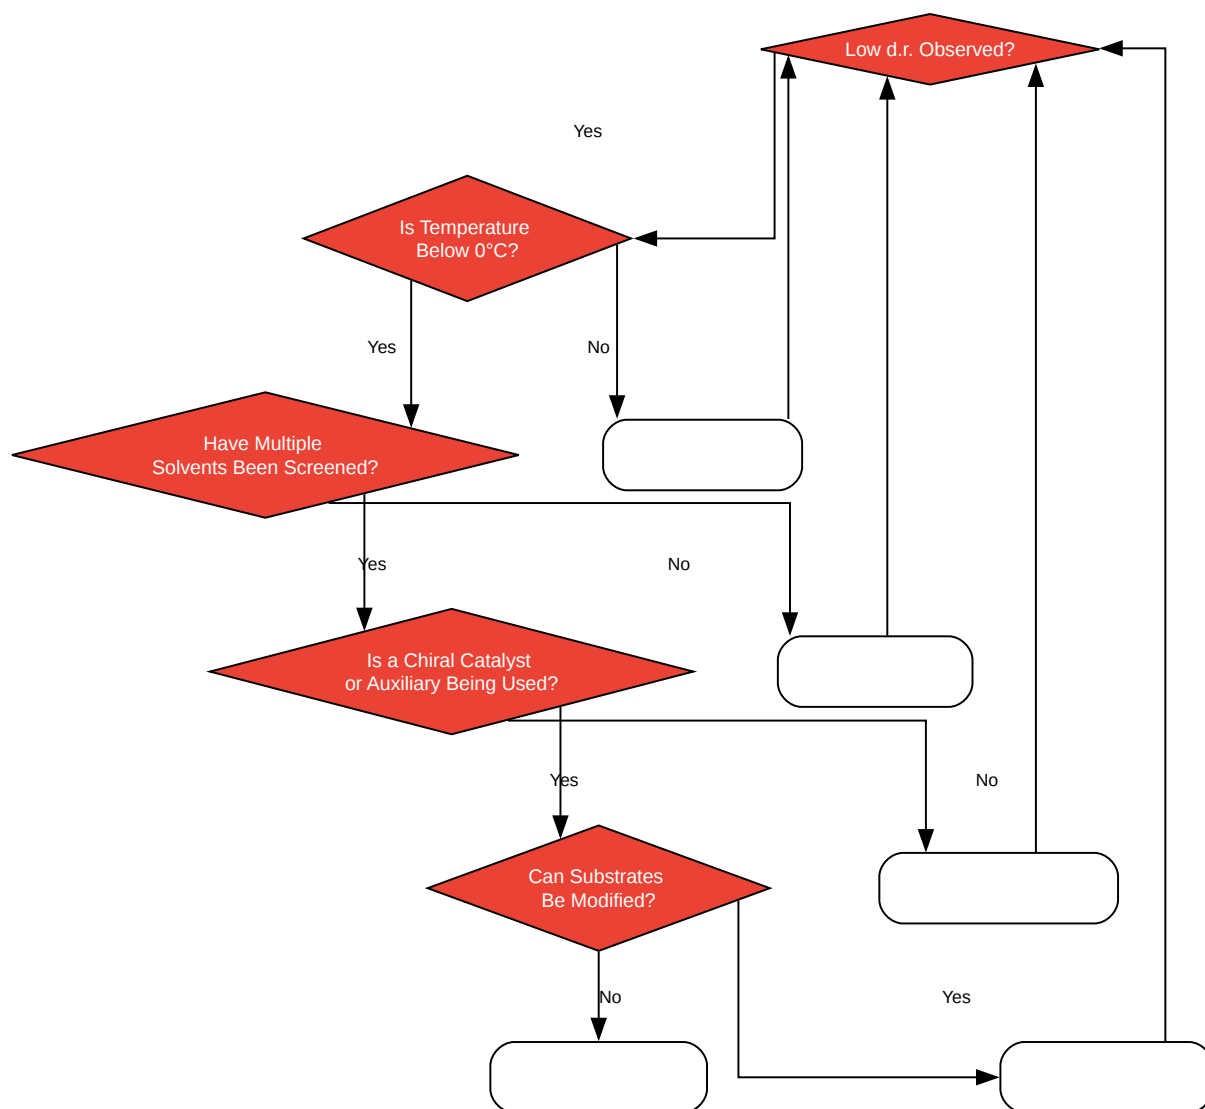 Low d.r. Observed?
Yes
Is Temperature
Below 0°C?
Yes
No
Have Multiple
Solvents Been Screened?
Yes
No
Is a Chiral Catalyst
or Auxiliary Being Used?
Yes
No
Can Substrates
Be Modified?
No
Yes